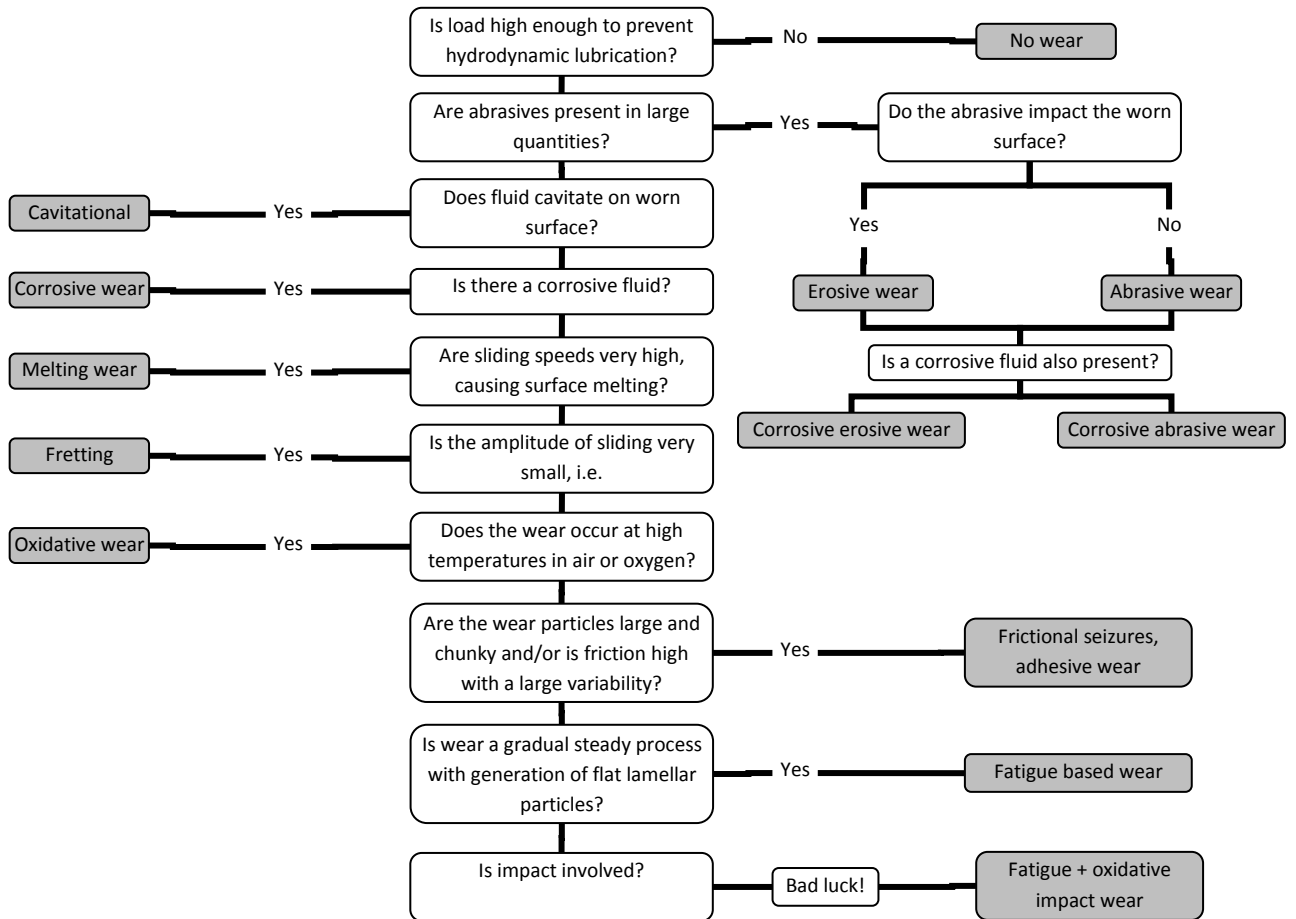 Is load high enough to prevent
hydrodynamic lubrication?
No
No wear
Are abrasives present in large
quantities?
Yes
Do the abrasive impact the worn
surface?
Cavitational
Yes
Does fluid cavitate on worn
surface?
Yes
No
Corrosive wear
Yes
Is there a corrosive fluid?
Erosive wear
Abrasive wear
Melting wear
Yes
Are sliding speeds very high,
causing surface melting?
Is a corrosive fluid also present?
Corrosive erosive wear
Corrosive abrasive wear
Fretting
Yes
Is the amplitude of sliding very
small, i.e.
Oxidative wear
Yes
Does the wear occur at high
temperatures in air or oxygen?
Are the wear particles large and
chunky and/or is friction high
with a large variability?
Yes
Frictional seizures,
adhesive wear
Is wear a gradual steady process
with generation of flat lamellar
particles?
Yes
Fatigue based wear
Is impact involved?
Bad luck!
Fatigue + oxidative
impact wear